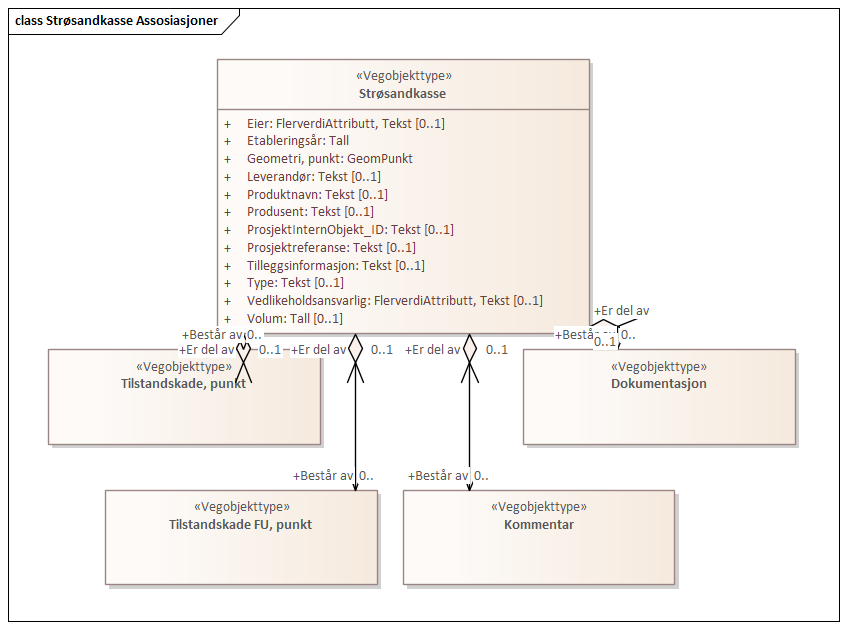 class Strøsandkasse Assosiasjoner
«Vegobjekttype»
Strøsandkasse
+ Eier: FlerverdiAttributt, Tekst [0..1]
+ Etableringsår: Tall
+ Geometri, punkt: GeomPunkt
+ Leverandør: Tekst [0..1]
+ Produktnavn: Tekst [0..1]
+ Produsent: Tekst [0..1]
+ ProsjektInternObjekt_ID: Tekst [0..1]
+ Prosjektreferanse: Tekst [0..1]
+ Tilleggsinformasjon: Tekst [0..1]
+ Type: Tekst [0..1]
+ Vedlikeholdsansvarlig: FlerverdiAttributt, Tekst [0..1]
+ Volum: Tall [0..1]
+Er del av
+Består av 0..
+Består av 0..
0..1
+Er del av 0..1
+Er del av 0..1
+Er del av 0..1
«Vegobjekttype»
Tilstandskade, punkt
«Vegobjekttype»
Dokumentasjon
+Består av 0..
+Består av 0..
«Vegobjekttype»
Tilstandskade FU, punkt
«Vegobjekttype»
Kommentar